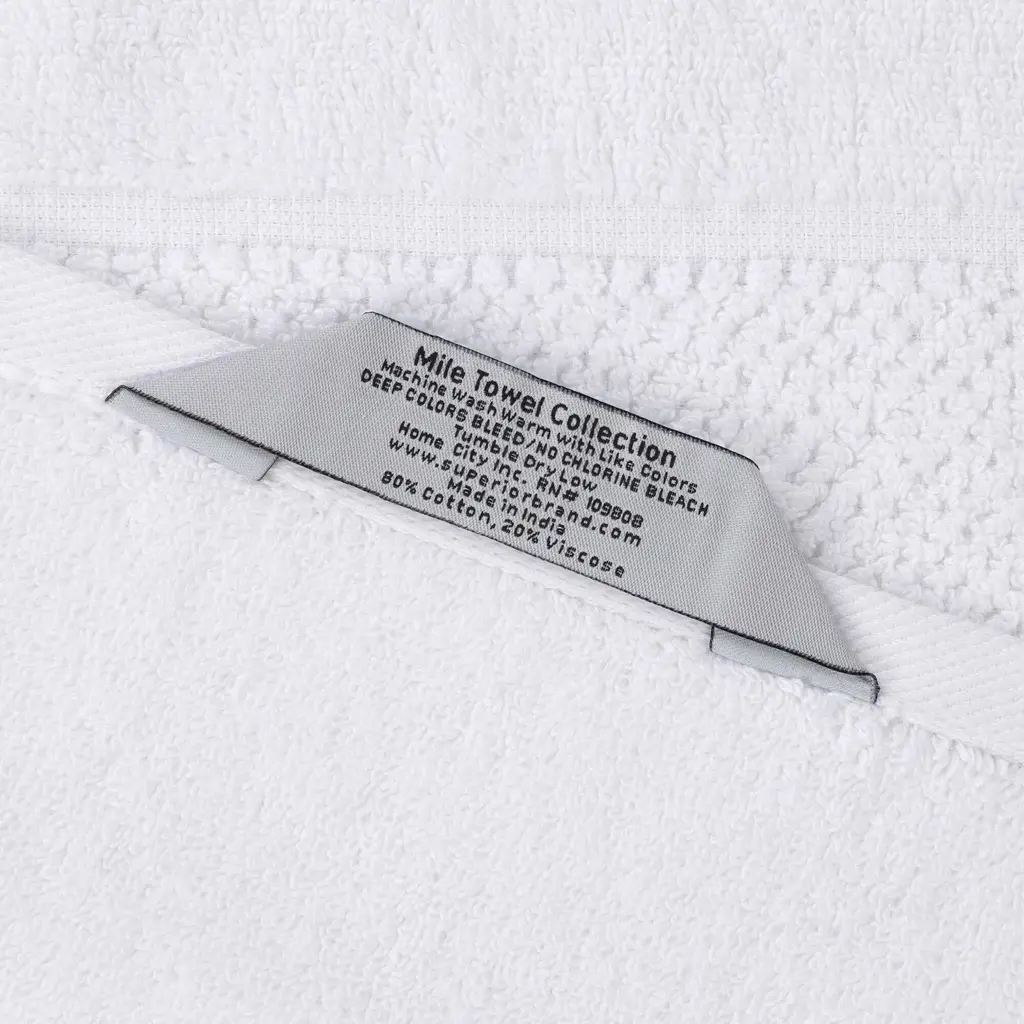 Mile Towel Collection
Machine Wash Warm with Like Colors
DEEP COLORS BLEED/NO CHLORINE BLEACH
Tumble Dry Low
Home City Inc. RN# 109808
www.superiorbrand.com
Made in India
80% cotton, 20% Viscose